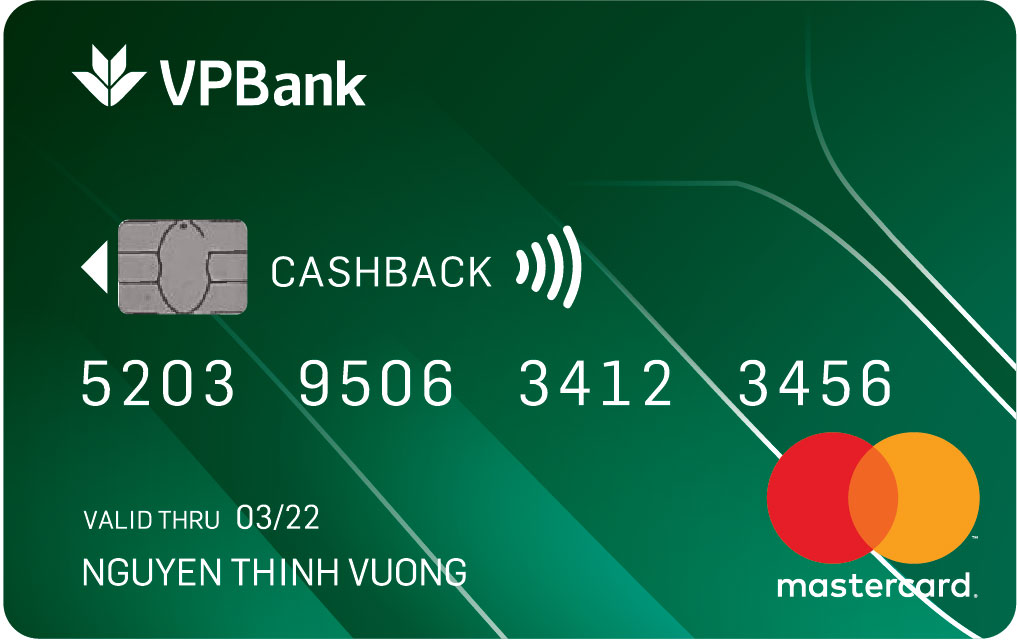 VPBank
CASHBACK
5203 9506 3412 3456
VALID THRU 03/22
NGUYEN THINH VUONG
mastercard.